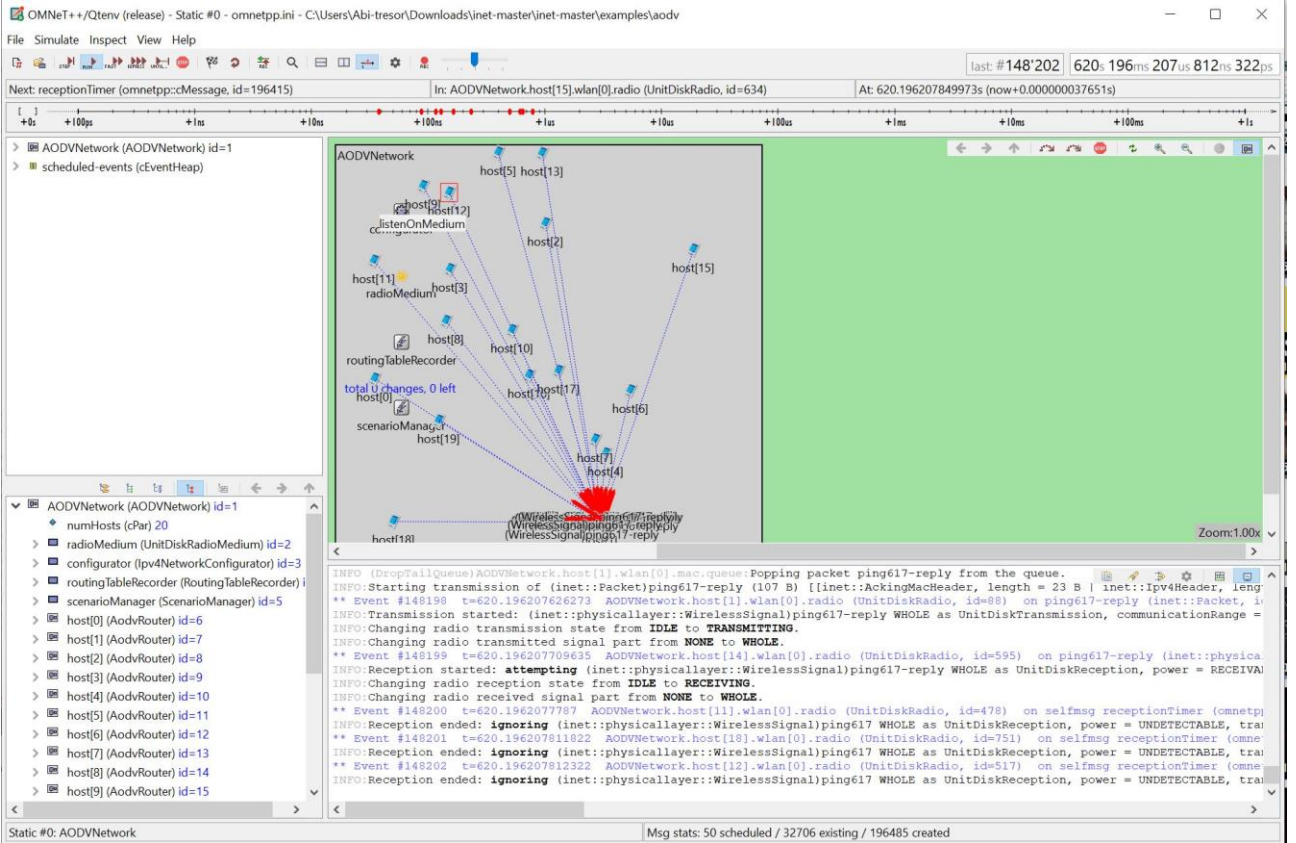 OMNeT++/Qtenv (release) - Static #0 - omnetpp.ini - C:\Users\Abi-tresor\Downloads\inet-master\inet-master\examples\aodv
File Simulate Inspect View Help
STEP RUN FAST EXPRESS UNTIL... STOP REC REC
last: #148'202 620s 196ms 207us 812ns 322ps
Next: receptionTimer (omnetpp::cMessage, id=196415) In: AODVNetwork.host[15].wlan[0].radio (UnitDiskRadio, id=634) At: 620.196207849973s (now+0.000000037651s)
[ ]
+0s +100ps +1ns +10ns +100ns +1us +10us +100us +1ms +10ms +100ms +1s
AODVNetwork (AODVNetwork) id=1
scheduled-events (cEventHeap)
AODVNetwork
host[5] host[13]
host[9]
host[12]
listenOnMedium
configurator
host[2]
host[15]
host[11]
host[3]
radioMedium
host[8]
host[10]
routingTableRecorder
total 0 changes, 0 left
host[0]
host[17]
host[6]
scenarioManager
host[19]
host[7]
host[4]
host[18]
(WirelessSignal)ping617-reply
Zoom:1.00x
AODVNetwork (AODVNetwork) id=1
numHosts (cPar) 20
radioMedium (UnitDiskRadioMedium) id=2
configurator (Ipv4NetworkConfigurator) id=3
routingTableRecorder (RoutingTableRecorder) i
scenarioManager (ScenarioManager) id=5
host[0] (AodvRouter) id=6
host[1] (AodvRouter) id=7
host[2] (AodvRouter) id=8
host[3] (AodvRouter) id=9
host[4] (AodvRouter) id=10
host[5] (AodvRouter) id=11
host[6] (AodvRouter) id=12
host[7] (AodvRouter) id=13
host[8] (AodvRouter) id=14
host[9] (AodvRouter) id=15
INFO (DropTailQueue)AODVNetwork.host[1].wlan[0].mac.queue:Popping packet ping617-reply from the queue.
INFO:Starting transmission of (inet::Packet)ping617-reply (107 B) [[inet::AckingMacHeader, length = 23 B | inet::Ipv4Header, leng
** Event #148198 t=620.196207626273 AODVNetwork.host[1].wlan[0].radio (UnitDiskRadio, id=88) on ping617-reply (inet::Packet, i
INFO:Transmission started: (inet::physicallayer::WirelessSignal)ping617-reply WHOLE as UnitDiskTransmission, communicationRange =
INFO:Changing radio transmission state from IDLE to TRANSMITTING.
INFO:Changing radio transmitted signal part from NONE to WHOLE.
** Event #148199 t=620.196207709635 AODVNetwork.host[14].wlan[0].radio (UnitDiskRadio, id=595) on ping617-reply (inet::physica
INFO:Reception started: attempting (inet::physicallayer::WirelessSignal)ping617-reply WHOLE as UnitDiskReception, power = RECEIVA
INFO:Changing radio reception state from IDLE to RECEIVING.
INFO:Changing radio received signal part from NONE to WHOLE.
** Event #148200 t=620.19620777787 AODVNetwork.host[11].wlan[0].radio (UnitDiskRadio, id=478) on selfmsg receptionTimer (omnetp
INFO:Reception ended: ignoring (inet::physicallayer::WirelessSignal)ping617 WHOLE as UnitDiskReception, power = UNDETECTABLE, tra
** Event #148201 t=620.196207811822 AODVNetwork.host[18].wlan[0].radio (UnitDiskRadio, id=751) on selfmsg receptionTimer (omne
INFO:Reception ended: ignoring (inet::physicallayer::WirelessSignal)ping617 WHOLE as UnitDiskReception, power = UNDETECTABLE, tra
** Event #148202 t=620.196207812322 AODVNetwork.host[12].wlan[0].radio (UnitDiskRadio, id=517) on selfmsg receptionTimer (omne
INFO:Reception ended: ignoring (inet::physicallayer::WirelessSignal)ping617 WHOLE as UnitDiskReception, power = UNDETECTABLE, tra
Static #0: AODVNetwork Msg stats: 50 scheduled / 32706 existing / 196485 created